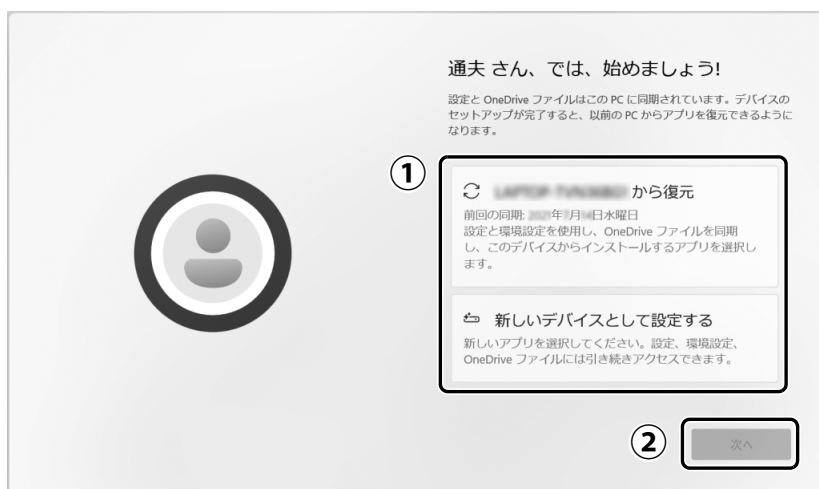 通夫 さん、では、始めましょう!
設定と OneDrive ファイルはこの PC に同期されています。デバイスの
セットアップが完了すると、以前の PC からアプリを復元できるように
なります。
①
から復元
前回の同期: 年 月 日水曜日
設定と環境設定を使用し、OneDrive ファイルを同期
し、このデバイスからインストールするアプリを選択し
ます。
新しいデバイスとして設定する
新しいアプリを選択してください。設定、環境設定、
OneDrive ファイルには引き続きアクセスできます。
②
次へ